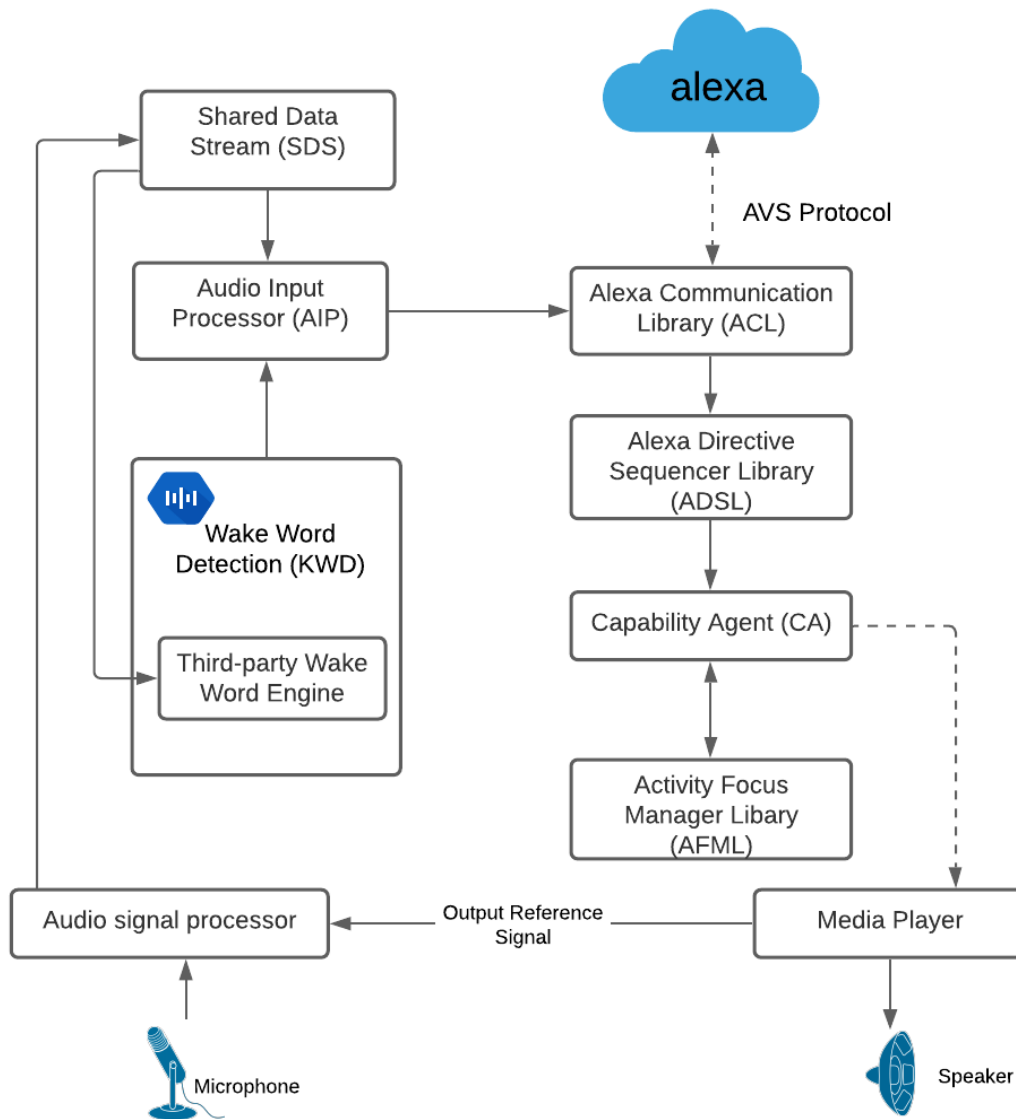 alexa
Shared Data
Stream (SDS)
AVS Protocol
Audio Input
Processor (AIP)
Alexa Communication
Library (ACL)
Alexa Directive
Sequencer Library
(ADSL)
Wake Word
Detection (KWD)
Capability Agent (CA)
Third-party Wake
Word Engine
Activity Focus
Manager Libary
(AFML)
Audio signal processor
Output Reference
Signal
Media Player
Microphone
Speaker